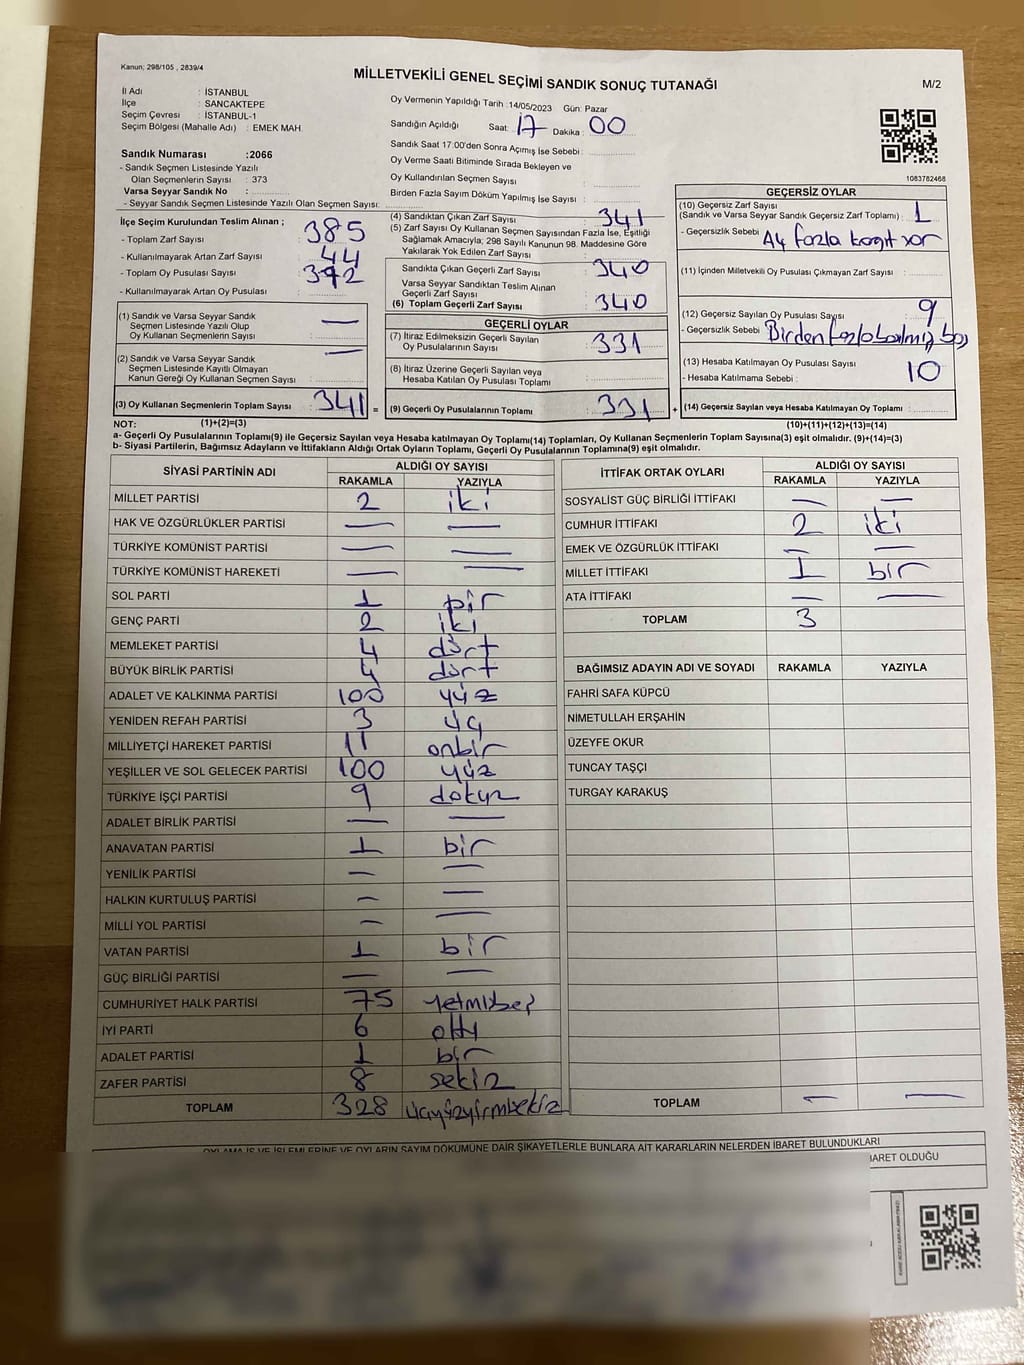 Kanun; 298/105 , 2839/4
MİLLETVEKİLİ GENEL SEÇİMİ SANDIK SONUÇ TUTANAĞI
M/2
İl Adı : İSTANBUL
İlçe : SANCAKTEPE
Seçim Çevresi : İSTANBUL-1
Seçim Bölgesi (Mahalle Adı) : EMEK MAH.
Sandık Numarası :2066
- Sandık Seçmen Listesinde Yazılı
Olan Seçmenlerin Sayısı : 373
Varsa Seyyar Sandık No :
- Seyyar Sandık Seçmen Listesinde Yazılı Olan Seçmen Sayısı:
Oy Vermenin Yapıldığı Tarih :14/05/2023 Gün: Pazar
Sandığın Açıldığı Saat: 17 Dakika : 00
Sandık Saat 17:00'den Sonra Açımış İse Sebebi :
Oy Verme Saati Bitiminde Sırada Bekleyen ve
Oy Kullandırılan Seçmen Sayısı :
Birden Fazla Sayım Döküm Yapılmış İse Sayısı :
1083782468
İlçe Seçim Kurulundan Teslim Alınan ;
- Toplam Zarf Sayısı : 385
- Kullanılmayarak Artan Zarf Sayısı : 44
- Toplam Oy Pusulası Sayısı : 392
- Kullanılmayarak Artan Oy Pusulası :
(1) Sandık ve Varsa Seyyar Sandık
Seçmen Listesinde Yazılı Olup
Oy Kullanan Seçmenlerin Sayısı : —
(2) Sandık ve Varsa Seyyar Sandık
Seçmen Listesinde Kayıtlı Olmayan
Kanun Gereği Oy Kullanan Seçmen Sayısı : —
(3) Oy Kullanan Seçmenlerin Toplam Sayısı : 341 =
(4) Sandıktan Çıkan Zarf Sayısı : 341
(5) Zarf Sayısı Oy Kullanan Seçmen Sayısından Fazla İse, Eşitliği
Sağlamak Amacıyla; 298 Sayılı Kanunun 98. Maddesine Göre
Yakılarak Yok Edilen Zarf Sayısı :
Sandıkta Çıkan Geçerli Zarf Sayısı : 340
Varsa Seyyar Sandıktan Teslim Alınan
Geçerli Zarf Sayısı :
(6) Toplam Geçerli Zarf Sayısı : 340
GEÇERLİ OYLAR
(7) İtiraz Edilmeksizin Geçerli Sayılan
Oy Pusulalarının Sayısı : 331
(8) İtiraz Üzerine Geçerli Sayılan veya
Hesaba Katılan Oy Pusulası Toplamı :
(9) Geçerli Oy Pusulalarının Toplamı : 331 +
GEÇERSİZ OYLAR
(10) Geçersiz Zarf Sayısı
(Sandık ve Varsa Seyyar Sandık Geçersiz Zarf Toplamı) : 1
- Geçersizlik Sebebi : A4 fazla kağıt var
(11) İçinden Milletvekili Oy Pusulası Çıkmayan Zarf Sayısı :
(12) Geçersiz Sayılan Oy Pusulası Sayısı : 9
- Geçersizlik Sebebi : Birden fazla basılmış, boş
(13) Hesaba Katılmayan Oy Pusulası Sayısı : 10
- Hesaba Katılmama Sebebi :
(14) Geçersiz Sayılan veya Hesaba Katılmayan Oy Toplamı :
NOT: (1)+(2)=(3) (10)+(11)+(12)+(13)=(14)
a- Geçerli Oy Pusulalarının Toplamı(9) ile Geçersiz Sayılan veya Hesaba katılmayan Oy Toplamı(14) Toplamları, Oy Kullanan Seçmenlerin Toplam Sayısına(3) eşit olmalıdır. (9)+(14)=(3)
b- Siyasi Partilerin, Bağımsız Adayların ve İttifakların Aldığı Ortak Oyların Toplamı, Geçerli Oy Pusulalarının Toplamına(9) eşit olmalıdır.
SİYASİ PARTİNİN ADI ALDIĞI OY SAYISI
RAKAMLA YAZIYLA
MİLLET PARTİSİ 2 iki
HAK VE ÖZGÜRLÜKLER PARTİSİ — —
TÜRKİYE KOMÜNİST PARTİSİ — —
TÜRKİYE KOMÜNİST HAREKETİ — —
SOL PARTİ 1 bir
GENÇ PARTİ 2 iki
MEMLEKET PARTİSİ 4 dört
BÜYÜK BİRLİK PARTİSİ 4 dört
ADALET VE KALKINMA PARTİSİ 100 yüz
YENİDEN REFAH PARTİSİ 3 üç
MİLLİYETÇİ HAREKET PARTİSİ 11 onbir
YEŞİLLER VE SOL GELECEK PARTİSİ 100 yüz
TÜRKİYE İŞÇİ PARTİSİ 9 dokuz
ADALET BİRLİK PARTİSİ — —
ANAVATAN PARTİSİ 1 bir
YENİLİK PARTİSİ — —
HALKIN KURTULUŞ PARTİSİ — —
MİLLİ YOL PARTİSİ — —
VATAN PARTİSİ 1 bir
GÜÇ BİRLİĞİ PARTİSİ — —
CUMHURİYET HALK PARTİSİ 75 yetmişbeş
İYİ PARTİ 6 altı
ADALET PARTİSİ 1 bir
ZAFER PARTİSİ 8 sekiz
TOPLAM 328 üçyüzyirmisekiz
İTTİFAK ORTAK OYLARI ALDIĞI OY SAYISI
RAKAMLA YAZIYLA
SOSYALİST GÜÇ BİRLİĞİ İTTİFAKI — —
CUMHUR İTTİFAKI 2 iki
EMEK VE ÖZGÜRLÜK İTTİFAKI — —
MİLLET İTTİFAKI 1 bir
ATA İTTİFAKI — —
TOPLAM 3
BAĞIMSIZ ADAYIN ADI VE SOYADI RAKAMLA YAZIYLA
FAHRİ SAFA KÜPCÜ
NİMETULLAH ERŞAHİN
ÜZEYFE OKUR
TUNCAY TAŞÇI
TURGAY KARAKUŞ
TOPLAM — —
OYLAMA İŞ VE İŞLEMLERİNE VE OYLARIN SAYIM DÖKÜMÜNE DAİR ŞİKAYETLERLE BUNLARA AİT KARARLARIN NELERDEN İBARET BULUNDUKLARI
İBARET OLDUĞU